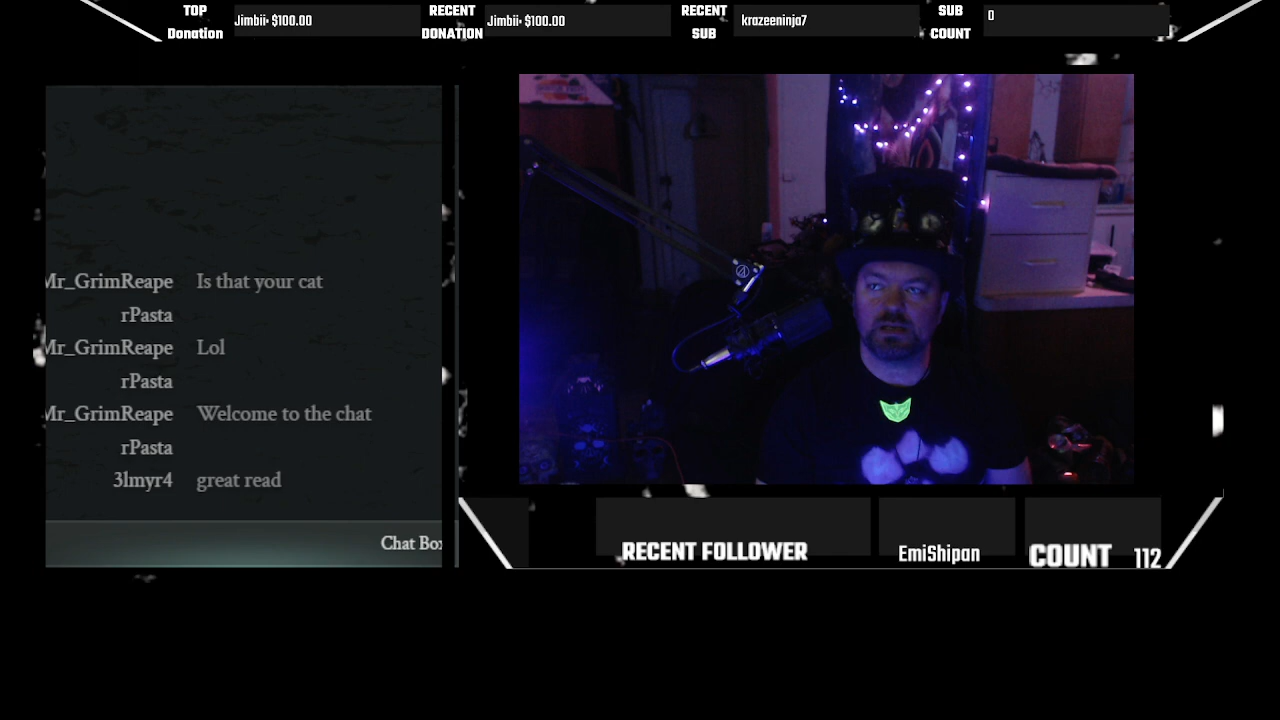 TOP
Donation
Jimbii• $100.00
RECENT
DONATION
Jimbii• $100.00
RECENT
SUB
krazeeninja7
SUB
COUNT
0
Mr_GrimReape
rPasta
Is that your cat
Mr_GrimReape
rPasta
Lol
Mr_GrimReape
rPasta
Welcome to the chat
3lmyr4
great read
Chat Box
RECENT FOLLOWER
EmiShipan
COUNT
112